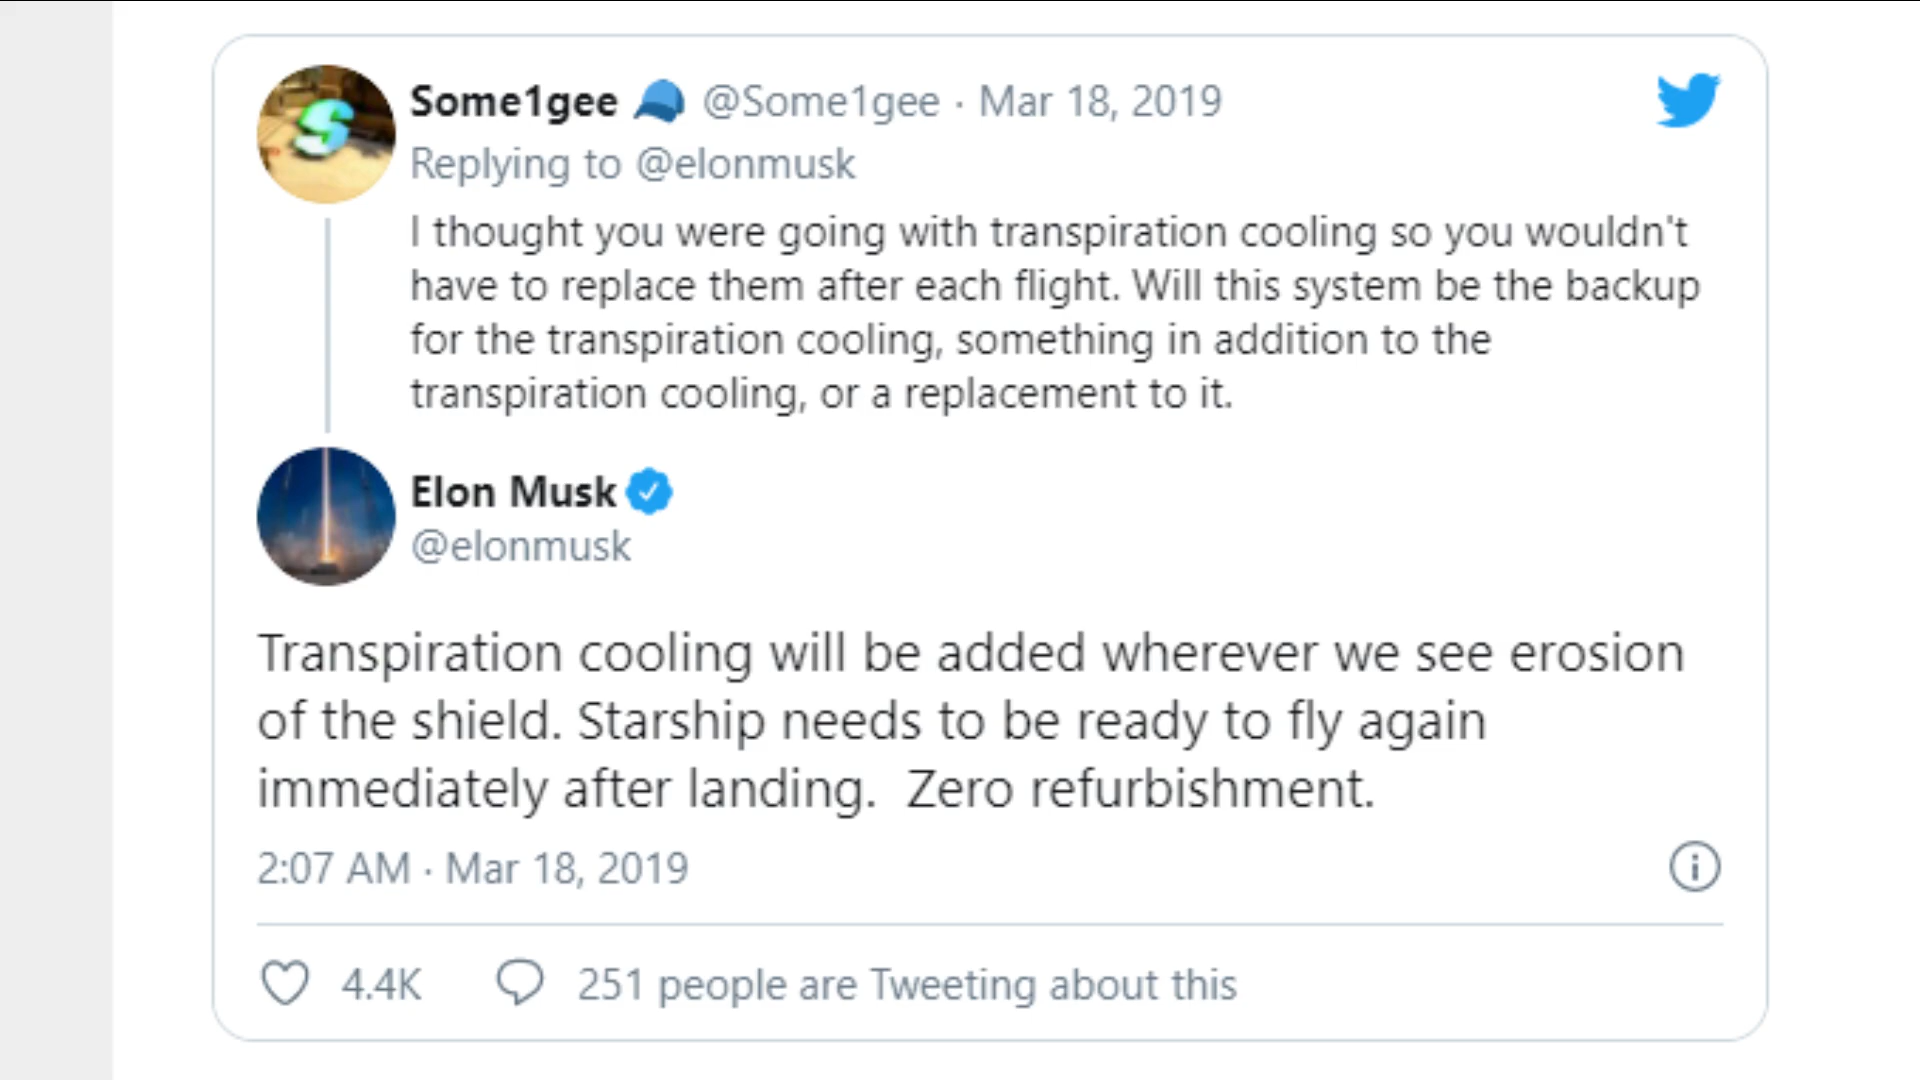 Some1gee 🧢 @Some1gee · Mar 18, 2019
Replying to @elonmusk
I thought you were going with transpiration cooling so you wouldn't
have to replace them after each flight. Will this system be the backup
for the transpiration cooling, something in addition to the
transpiration cooling, or a replacement to it.
Elon Musk
@elonmusk
Transpiration cooling will be added wherever we see erosion
of the shield. Starship needs to be ready to fly again
immediately after landing.  Zero refurbishment.
2:07 AM · Mar 18, 2019
4.4K 251 people are Tweeting about this